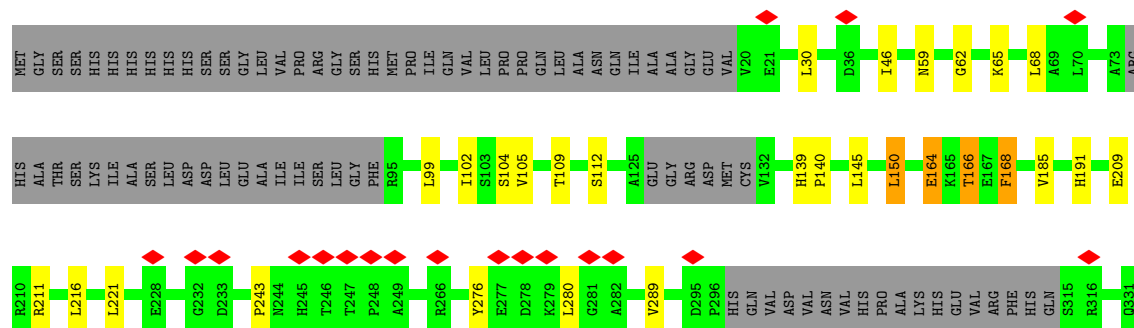 MET GLY SER SER HIS HIS HIS HIS HIS HIS SER SER GLY LEU VAL PRO ARG GLY SER HIS MET PRO ILE GLN VAL LEU PRO PRO GLN LEU ALA ASN GLN ILE ALA ALA GLY GLU VAL V20 E21 L30 D36 I46 N59 G62 K65 L68 A69 L70 A73 ARG
HIS ALA THR SER LYS ILE ALA SER LEU ASP ASP LEU GLU ALA ILE ILE SER LEU GLY PHE R95 L99 I102 S103 S104 V105 T109 S112 A125 GLU GLY ARG ASP MET CYS V132 H139 P140 L145 L150 E164 K165 T166 E167 F168 V185 H191 E209
R210 R211 L216 L221 E228 G232 D233 P243 N244 H245 T246 T247 P248 A249 R266 Y276 E277 D278 K279 L280 G281 A282 V289 D295 P296 HIS GLN VAL ASP VAL ASN VAL HIS PRO ALA LYS HIS GLU VAL ARG PHE HIS GLN S315 R316 Q331